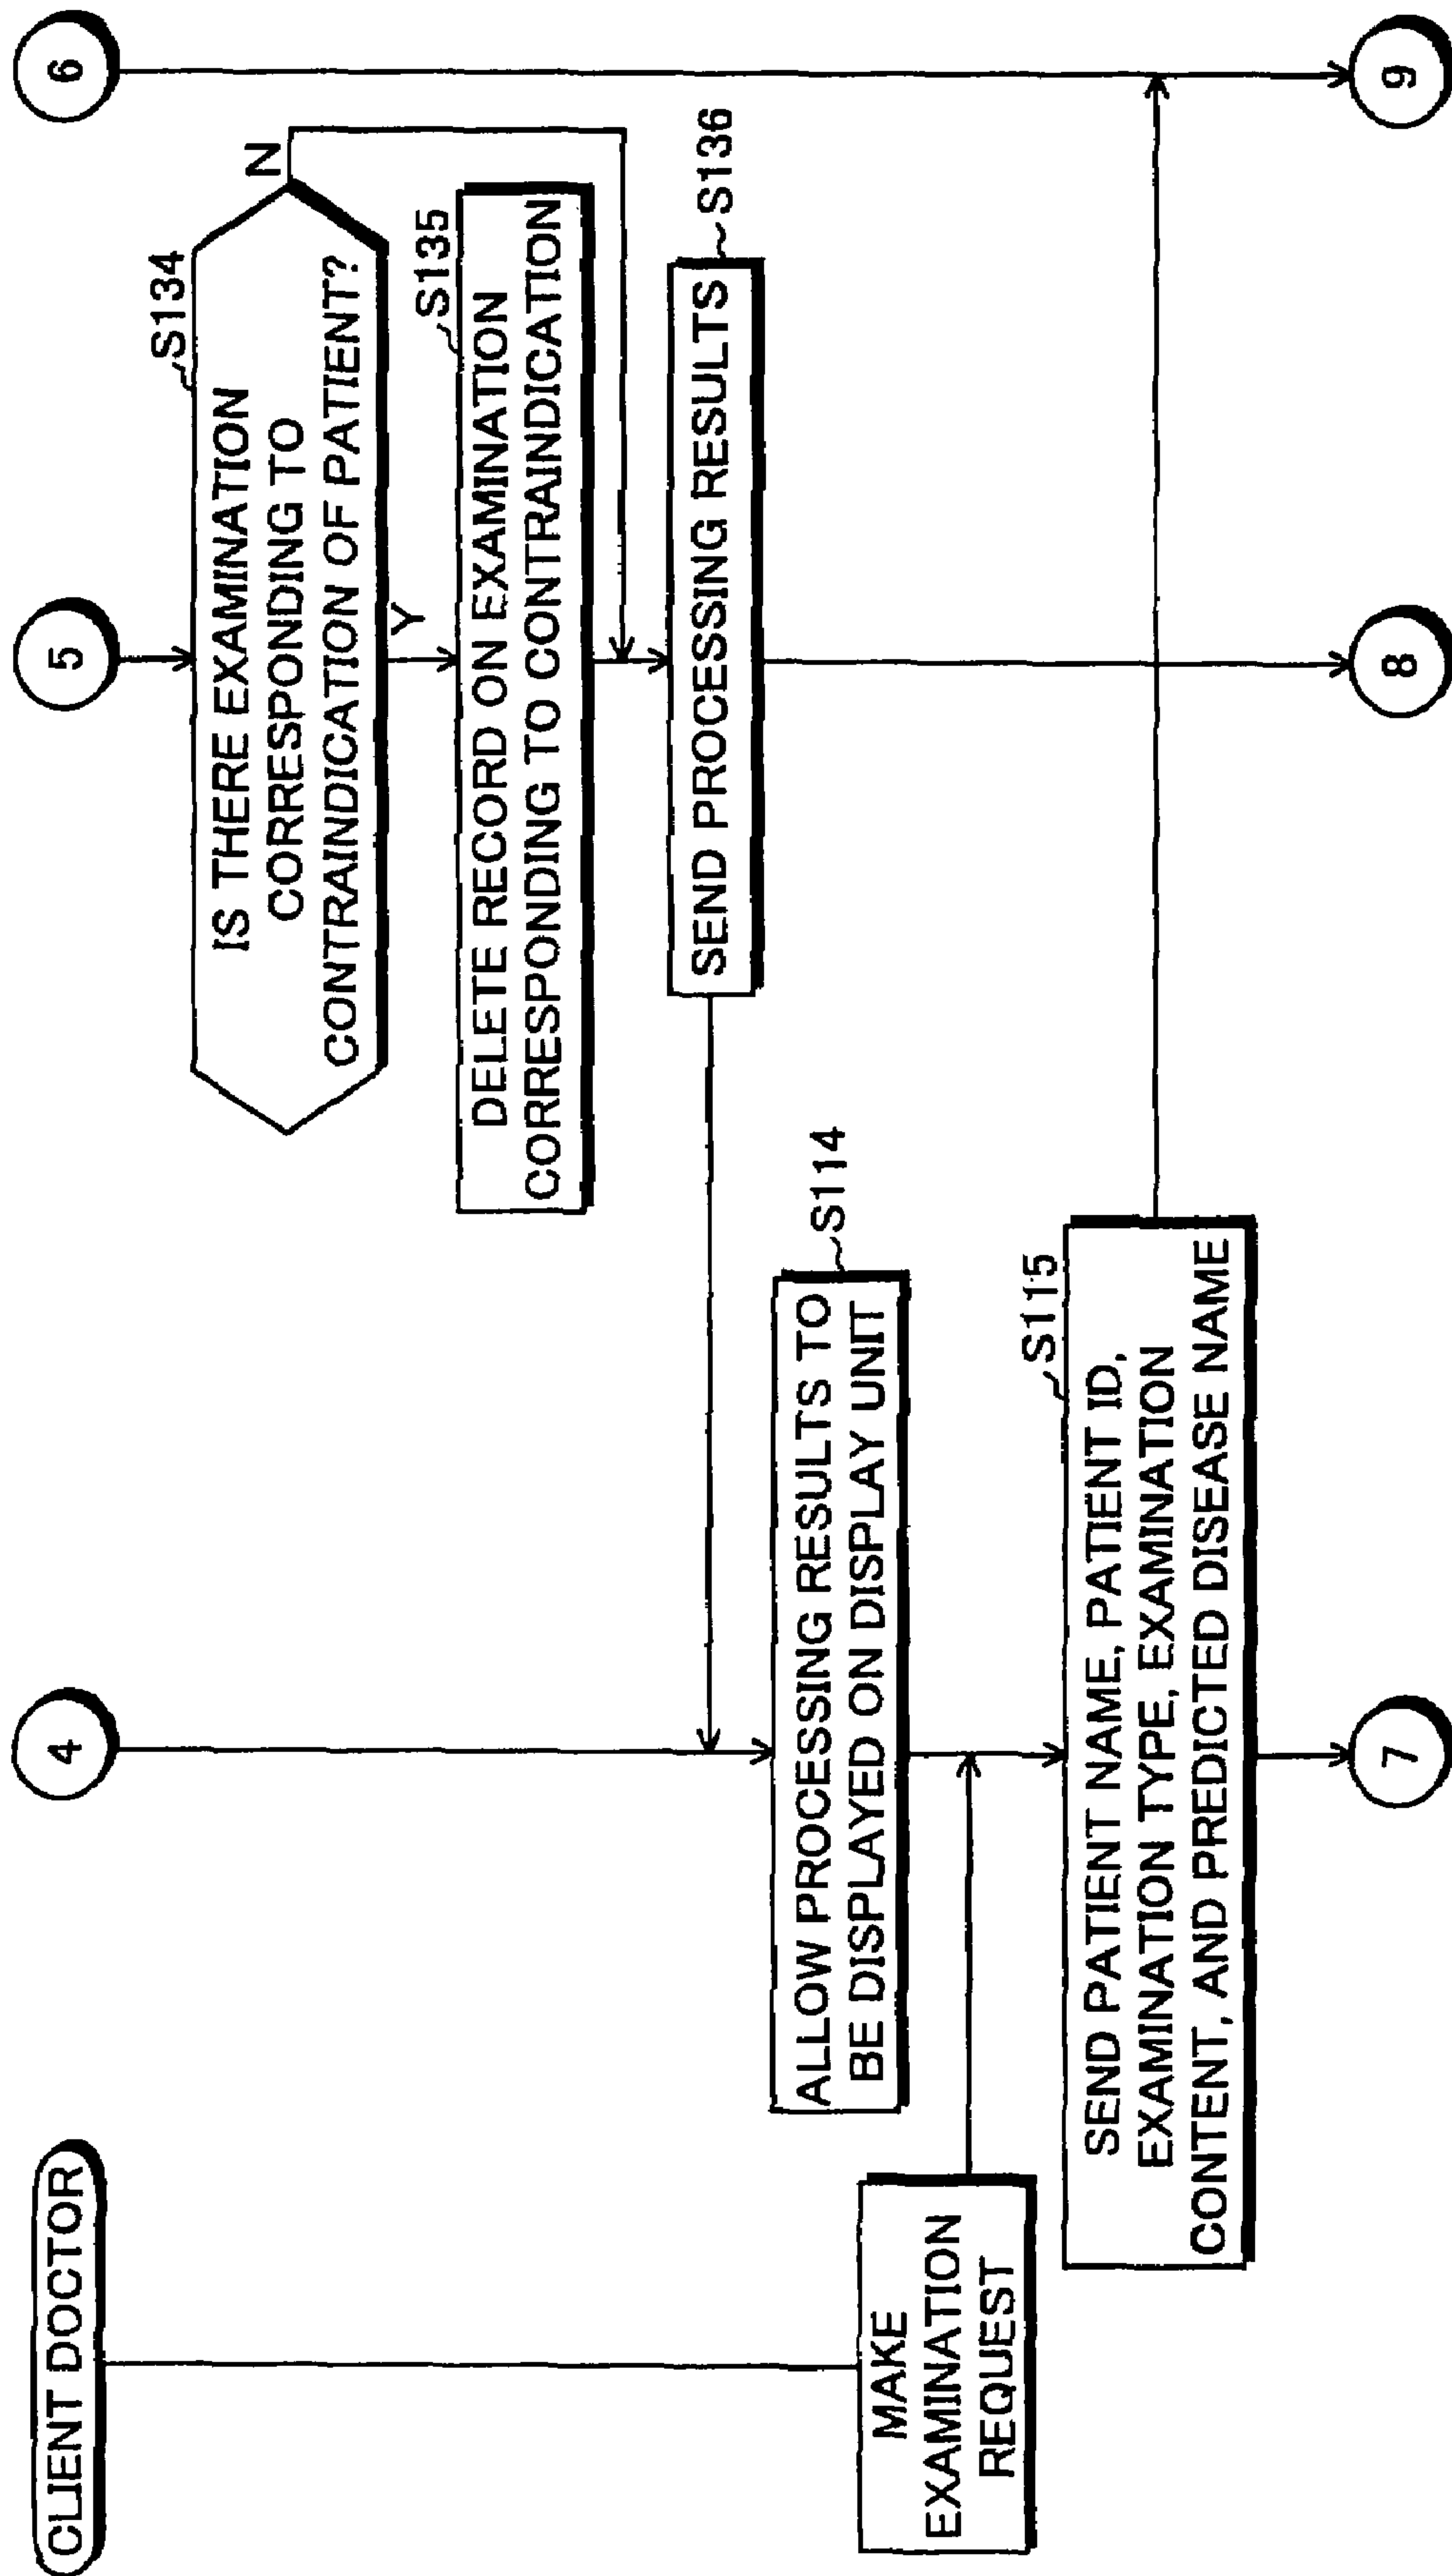 CLIENT DOCTOR
4
5
6
S134
IS THERE EXAMINATION
CORRESPONDING TO
CONTRAINDICATION OF PATIENT?
N
Y
S135
DELETE RECORD ON EXAMINATION
CORRESPONDING TO CONTRAINDICATION
S136
SEND PROCESSING RESULTS
S114
ALLOW PROCESSING RESULTS TO
BE DISPLAYED ON DISPLAY UNIT
MAKE
EXAMINATION
REQUEST
S115
SEND PATIENT NAME, PATIENT ID,
EXAMINATION TYPE, EXAMINATION
CONTENT, AND PREDICTED DISEASE NAME
7
8
9